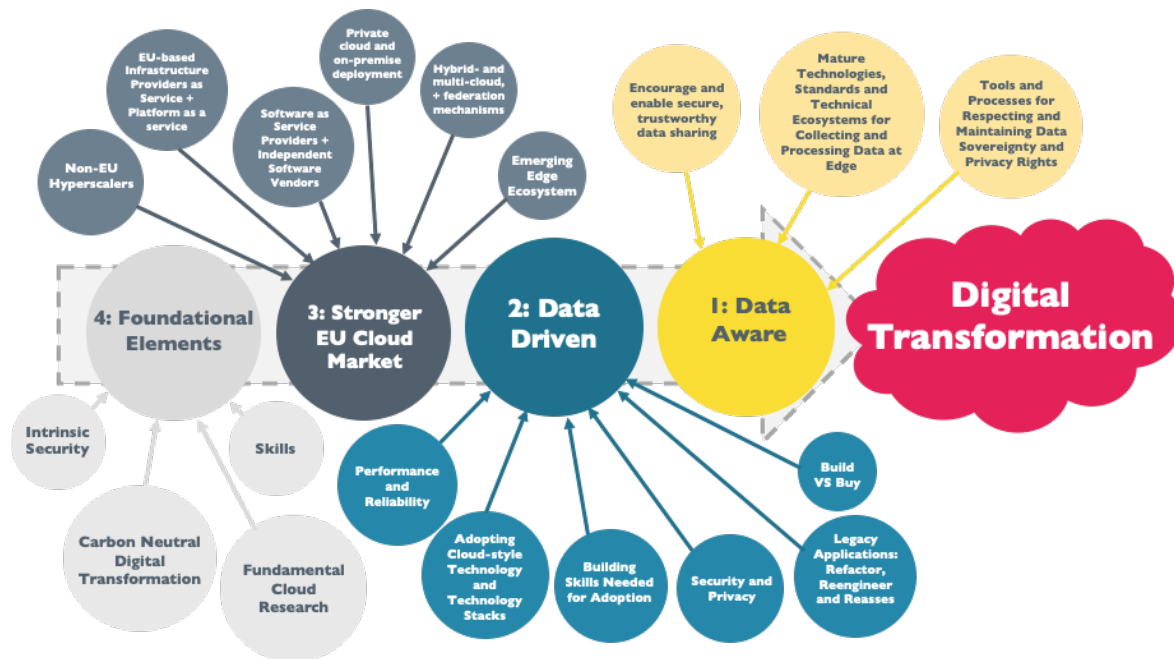 Private
cloud and
on-premise
deployment
EU-based
Infrastructure
Providers as
Service +
Platform as a
service
Hybrid- and
multi-cloud,
+ federation
mechanisms
Software as
Service
Providers +
Independent
Software
Vendors
Non-EU
Hyperscalers
Emerging
Edge
Ecosystem
Encourage and
enable secure,
trustworthy
data sharing
Mature
Technologies,
Standards and
Technical
Ecosystems for
Collecting and
Processing Data at
Edge
Tools and
Processes for
Respecting and
Maintaining Data
Sovereignty and
Privacy Rights
4: Foundational
Elements
3: Stronger
EU Cloud
Market
2: Data
Driven
1: Data
Aware
Digital
Transformation
Intrinsic
Security
Skills
Carbon Neutral
Digital
Transformation
Fundamental
Cloud
Research
Performance
and
Reliability
Adopting
Cloud-style
Technology
and
Technology
Stacks
Building
Skills Needed
for Adoption
Security and
Privacy
Build
VS Buy
Legacy
Applications:
Refactor,
Reengineer
and Reasses